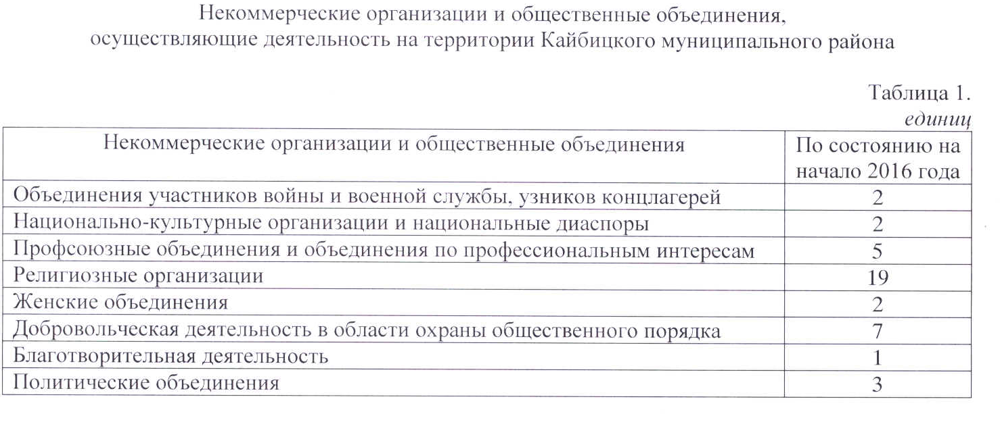 Некоммерческие организации и общественные объединения,
осуществляющие деятельность на территории Кайбицкого муниципального района
Таблица 1.
единиц
Некоммерческие организации и общественные объединения
По состоянию на
начало 2016 года
Объединения участников войны и военной службы, узников концлагерей 2
Национально-культурные организации и национальные диаспоры 2
Профсоюзные объединения и объединения по профессиональным интересам 5
Религиозные организации 19
Женские объединения 2
Добровольческая деятельность в области охраны общественного порядка 7
Благотворительная деятельность 1
Политические объединения 3